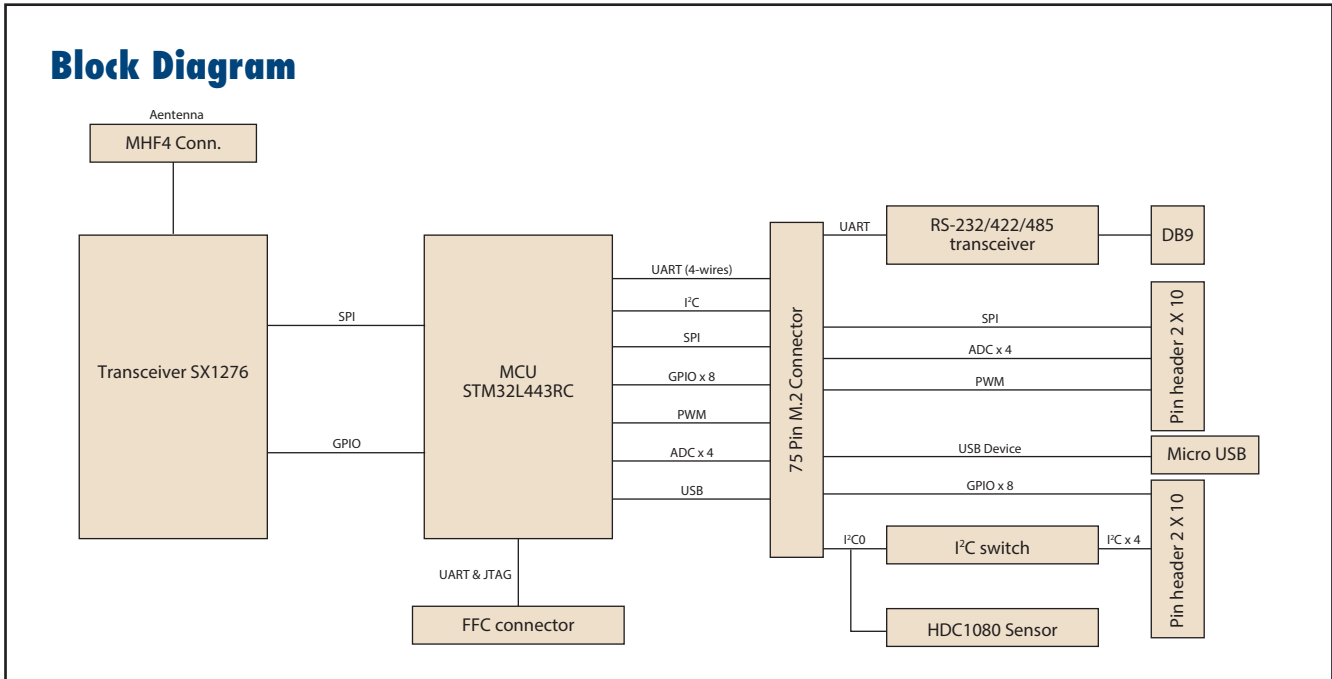 Block Diagram
Aentenna
MHF4 Conn.
Transceiver SX1276
SPI
GPIO
MCU
STM32L443RC
UART & JTAG
FFC connector
UART (4-wires)
I²C
SPI
GPIO x 8
PWM
ADC x 4
USB
75 Pin M.2 Connector
UART
RS-232/422/485
transceiver
DB9
SPI
ADC x 4
PWM
Pin header 2 X 10
USB Device
Micro USB
GPIO x 8
I²C0
I²C switch
I²C x 4
Pin header 2 X 10
HDC1080 Sensor